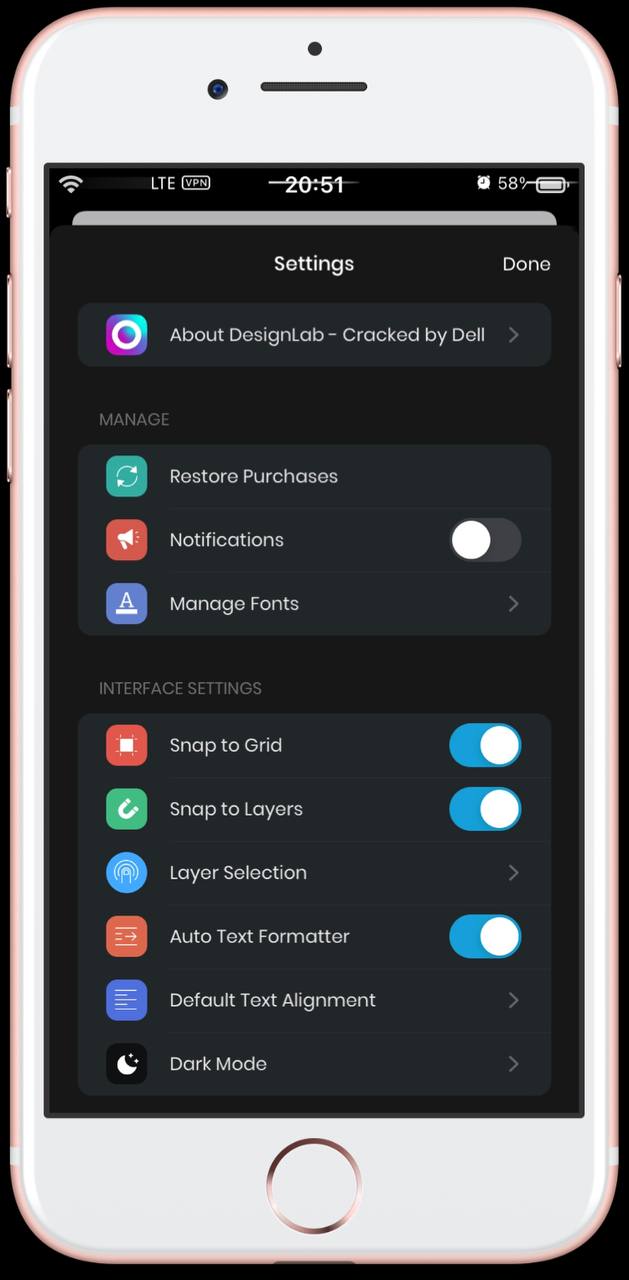 LTE VPN 20:51 58%
Settings Done
About DesignLab - Cracked by Dell
MANAGE
Restore Purchases
Notifications
A Manage Fonts
INTERFACE SETTINGS
Snap to Grid
Snap to Layers
Layer Selection
Auto Text Formatter
Default Text Alignment
Dark Mode